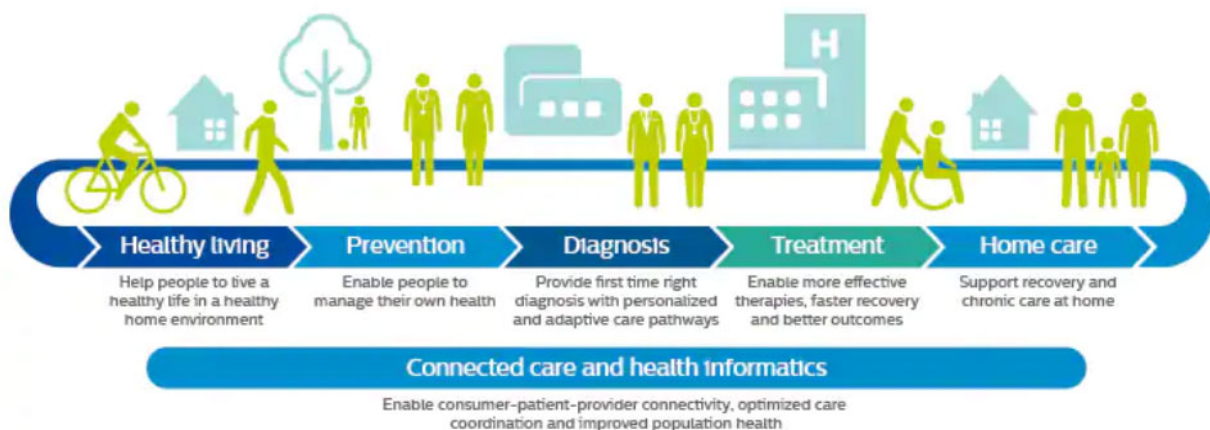 H
Healthy living
Help people to live a
healthy life in a healthy
home environment
Prevention
Enable people to
manage their own health
Diagnosis
Provide first time right
diagnosis with personalized
and adaptive care pathways
Treatment
Enable more effective
therapies, faster recovery
and better outcomes
Home care
Support recovery and
chronic care at home
Connected care and health informatics
Enable consumer-patient-provider connectivity, optimized care
coordination and improved population health